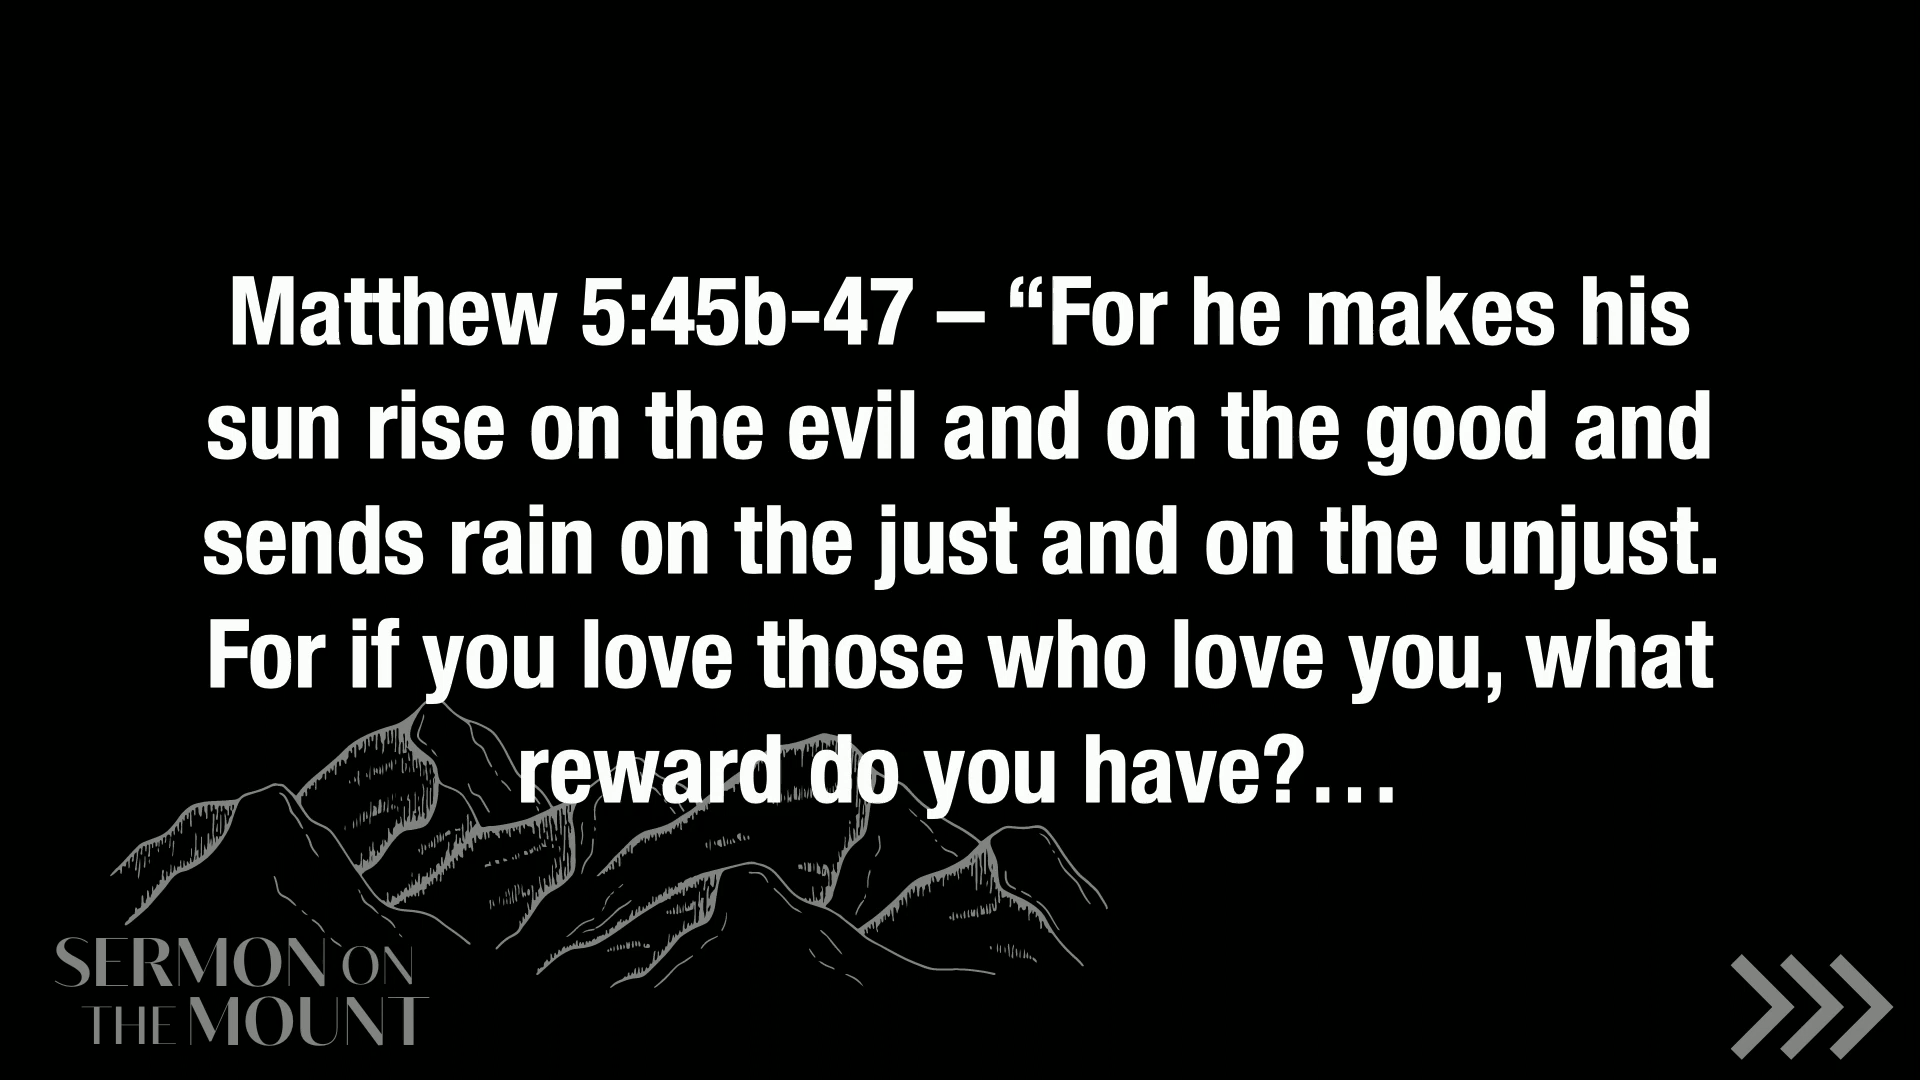 Matthew 5:45b-47 – “For he makes his
sun rise on the evil and on the good and
sends rain on the just and on the unjust.
For if you love those who love you, what
reward do you have?…
SERMON ON
THE MOUNT